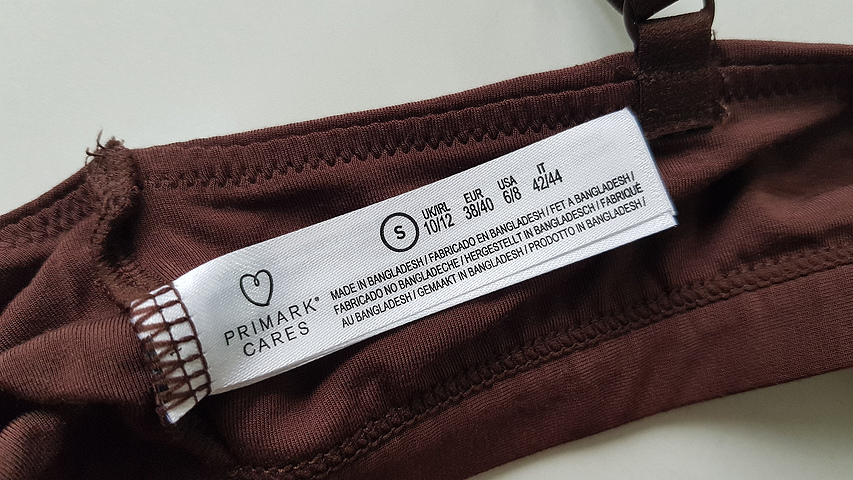 S
UK/IRL EUR USA IT
10/12 38/40 6/8 42/44
PRIMARK®
CARES
MADE IN BANGLADESH / FABRICADO EN BANGLADESH / FET A BANGLADESH /
FABRICADO NO BANGLADECHE / HERGESTELLT IN BANGLADESCH / FABRIQUÉ
AU BANGLADESH / GEMAAKT IN BANGLADESH / PRODOTTO IN BANGLADESH /